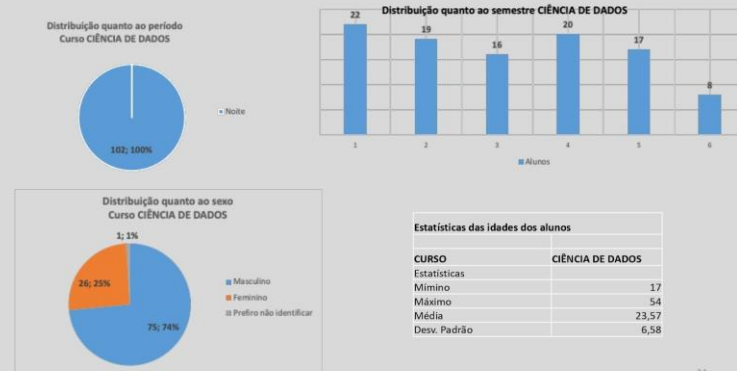 Distribuição quanto ao período
Curso CIÊNCIA DE DADOS
102; 100%
Noite
Distribuição quanto ao semestre CIÊNCIA DE DADOS
22
19
16
20
17
8
1
2
3
4
5
6
Alunos
Distribuição quanto ao sexo
Curso CIÊNCIA DE DADOS
1; 1%
26; 25%
75; 74%
Masculino
Feminino
Prefiro não identificar
Estatísticas das idades dos alunos
CURSO CIÊNCIA DE DADOS
Estatísticas
Mímino 17
Máximo 54
Média 23,57
Desv. Padrão 6,58